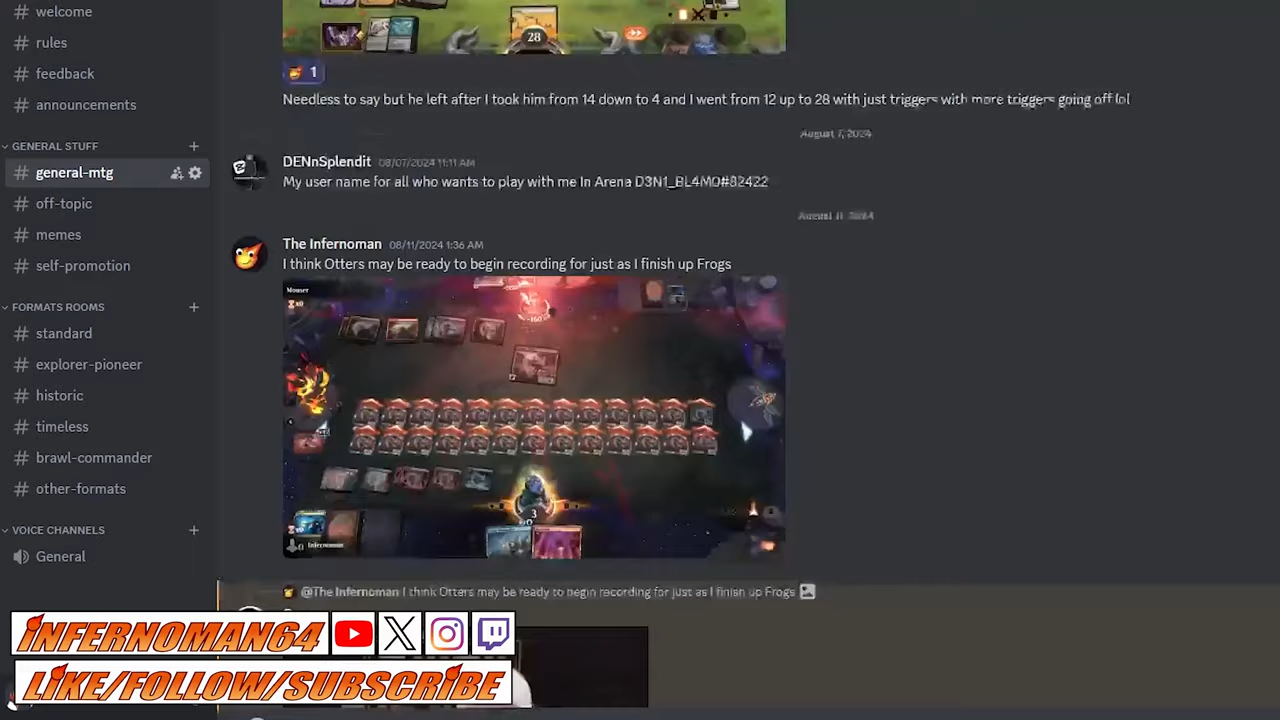 # welcome
# rules
# feedback
# announcements
GENERAL STUFF
# general-mtg
# off-topic
# memes
# self-promotion
FORMATS ROOMS
# standard
# explorer-pioneer
# historic
# timeless
# brawl-commander
# other-formats
VOICE CHANNELS
General
28
1
Needless to say but he left after I took him from 14 down to 4 and I went from 12 up to 28 with just triggers with more triggers going off lol
August 7, 2024
DENnSplendit 08/07/2024 11:11 AM
My user name for all who wants to play with me In Arena D3N1_BL4M0#82422
August 11, 2024
The Infernoman 08/11/2024 1:36 AM
I think Otters may be ready to begin recording for just as I finish up Frogs
Mouser
-160
3
Infernoman
@The Infernoman I think Otters may be ready to begin recording for just as I finish up Frogs
INFERNOMAN64
LIKE/FOLLOW/SUBSCRIBE